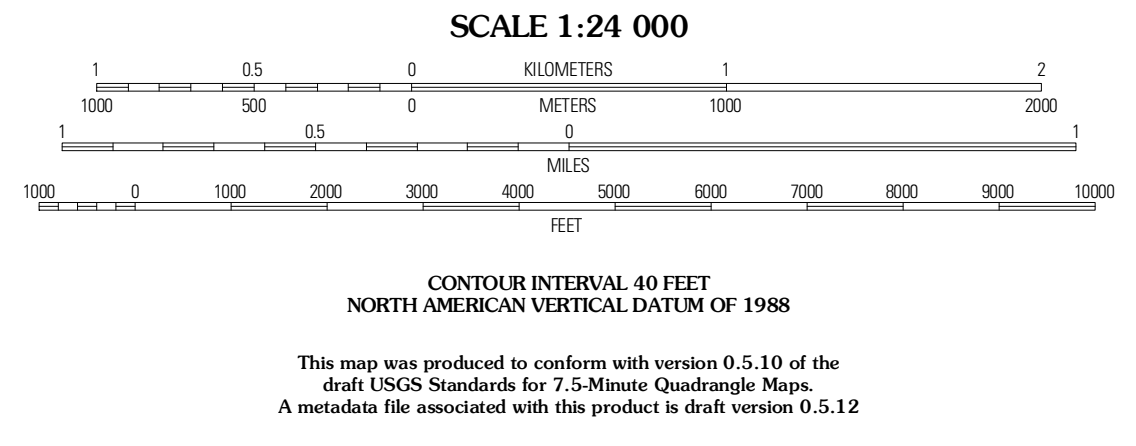 SCALE 1:24 000
1 0.5 0 KILOMETERS 1 2
1000 500 0 METERS 1000 2000
1 0.5 0 1
MILES
1000 0 1000 2000 3000 4000 5000 6000 7000 8000 9000 10000
FEET
CONTOUR INTERVAL 40 FEET
NORTH AMERICAN VERTICAL DATUM OF 1988
This map was produced to conform with version 0.5.10 of the
draft USGS Standards for 7.5-Minute Quadrangle Maps.
A metadata file associated with this product is draft version 0.5.12